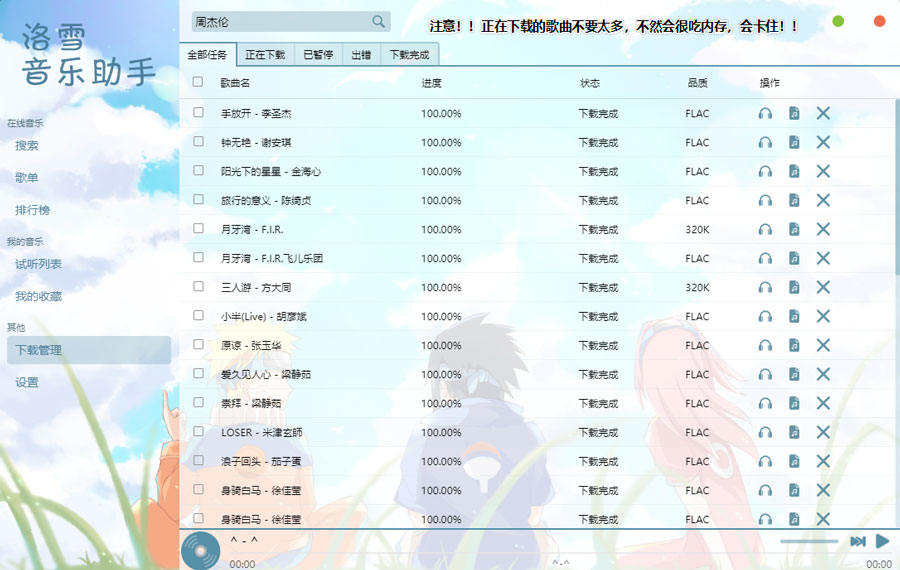 洛雪
音乐助手
在线音乐
搜索
歌单
排行榜
我的音乐
试听列表
我的收藏
其他
下载管理
设置
周杰伦
注意！！正在下载的歌曲不要太多，不然会很吃内存，会卡住！！
全部任务 正在下载 已暂停 出错 下载完成
歌曲名 进度 状态 品质 操作
手放开 - 李圣杰 100.00% 下载完成 FLAC
钟无艳 - 谢安琪 100.00% 下载完成 FLAC
阳光下的星星 - 金海心 100.00% 下载完成 FLAC
旅行的意义 - 陈绮贞 100.00% 下载完成 FLAC
月牙湾 - F.I.R. 100.00% 下载完成 320K
月牙湾 - F.I.R.飞儿乐团 100.00% 下载完成 FLAC
三人游 - 方大同 100.00% 下载完成 320K
小半(Live) - 胡彦斌 100.00% 下载完成 FLAC
原谅 - 张玉华 100.00% 下载完成 FLAC
爱久见人心 - 梁静茹 100.00% 下载完成 FLAC
崇拜 - 梁静茹 100.00% 下载完成 FLAC
LOSER - 米津玄師 100.00% 下载完成 FLAC
浪子回头 - 茄子蛋 100.00% 下载完成 FLAC
身骑白马 - 徐佳莹 100.00% 下载完成 FLAC
身骑白马 - 徐佳莹 100.00% 下载完成 FLAC
^ - ^
00:00 ^-^ 00:00